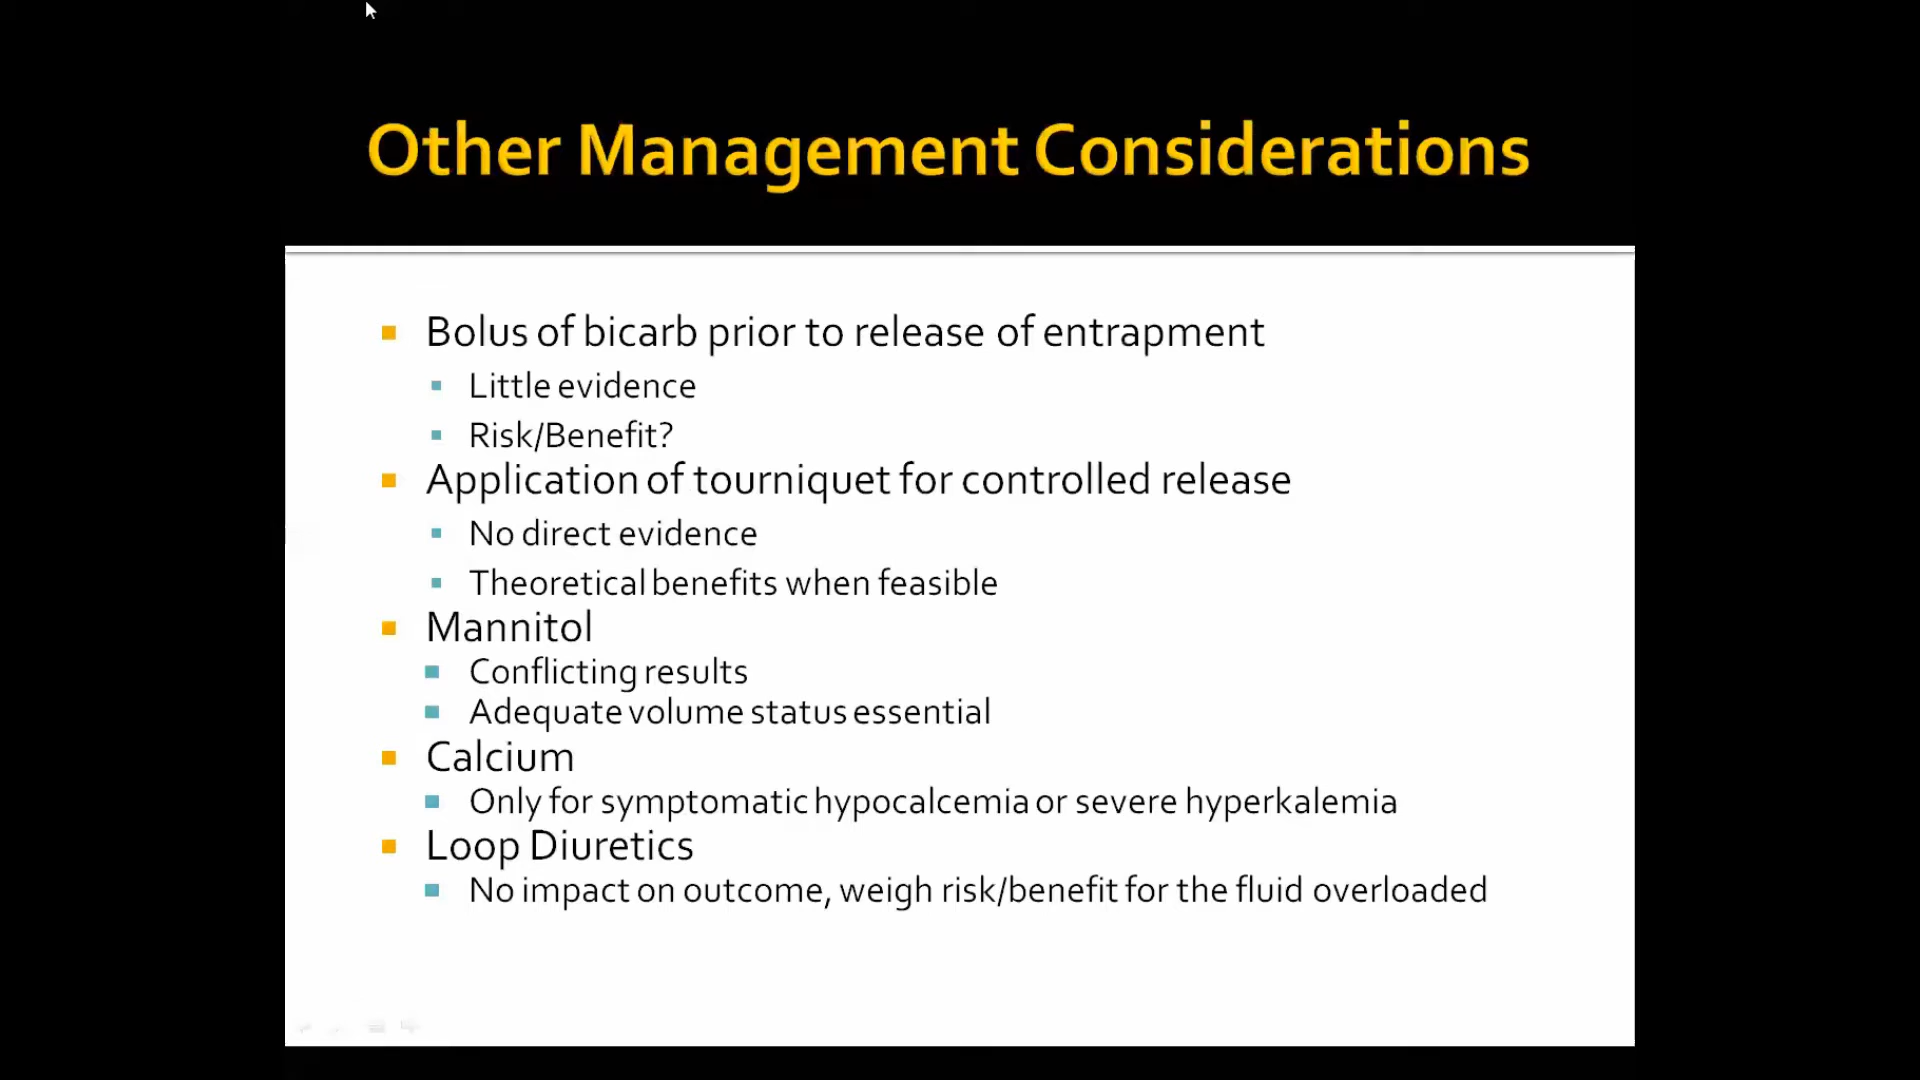 Other Management Considerations
Bolus of bicarb prior to release of entrapment
Little evidence
Risk/Benefit?
Application of tourniquet for controlled release
No direct evidence
Theoretical benefits when feasible
Mannitol
Conflicting results
Adequate volume status essential
Calcium
Only for symptomatic hypocalcemia or severe hyperkalemia
Loop Diuretics
No impact on outcome, weigh risk/benefit for the fluid overloaded